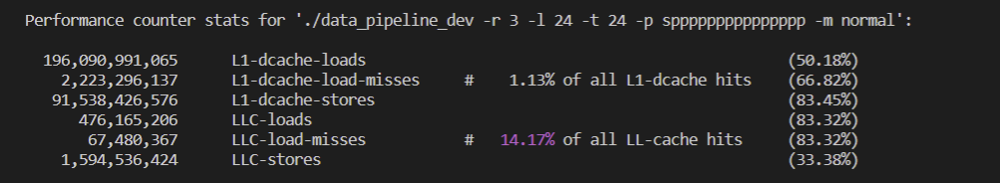 Performance counter stats for './data_pipeline_dev -r 3 -l 24 -t 24 -p sppppppppppppppp -m normal':
196,090,991,065 L1-dcache-loads (50.18%)
2,223,296,137 L1-dcache-load-misses # 1.13% of all L1-dcache hits (66.82%)
91,538,426,576 L1-dcache-stores (83.45%)
476,165,206 LLC-loads (83.32%)
67,480,367 LLC-load-misses # 14.17% of all LL-cache hits (83.32%)
1,594,536,424 LLC-stores (33.38%)